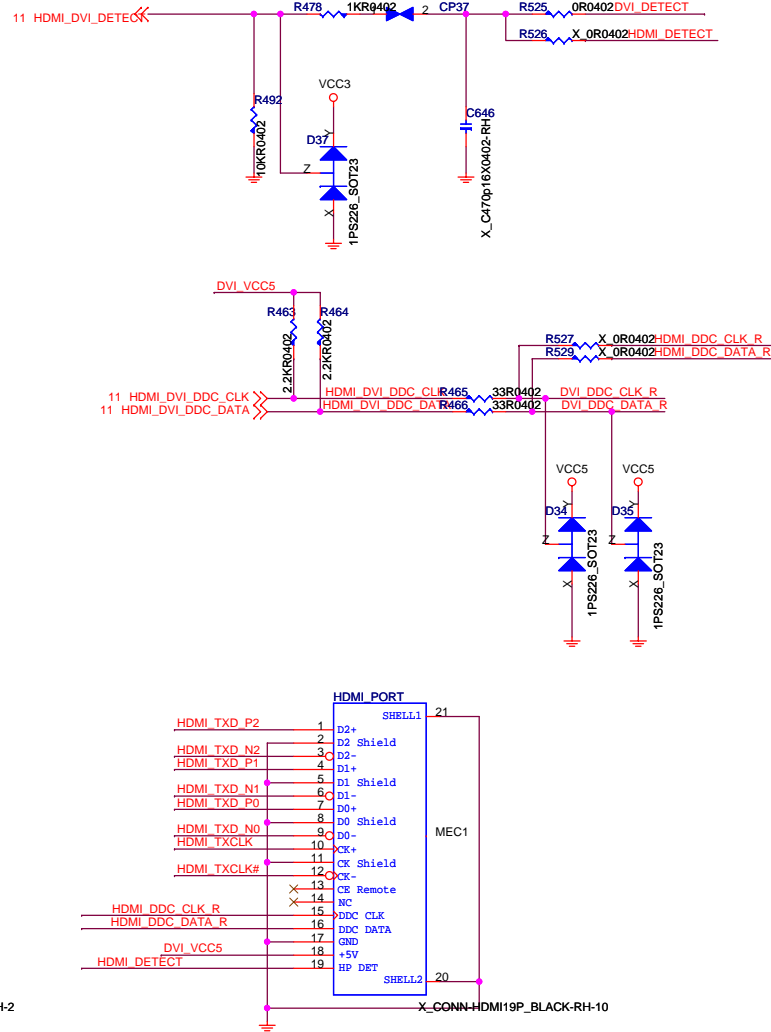 R478 1KR0402 1 2 CP37 R525 0R0402 DVI_DETECT
11 HDMI_DVI_DETECT
R526 X_0R0402 HDMI_DETECT
VCC3
R492
10KR0402
D37
Y
Z
X
1PS226_SOT23
C646
X_C470p16X0402-RH
DVI_VCC5
R463 R464
2.2KR0402
2.2KR0402
R527 X_0R0402 HDMI_DDC_CLK_R
R529 X_0R0402 HDMI_DDC_DATA_R
11 HDMI_DVI_DDC_CLK HDMI_DVI_DDC_CLK R465 33R0402 DVI_DDC_CLK_R
11 HDMI_DVI_DDC_DATA HDMI_DVI_DDC_DATA R466 33R0402 DVI_DDC_DATA_R
VCC5 VCC5
D34 Y Z X 1PS226_SOT23
D35 Y Z X 1PS226_SOT23
HDMI_PORT
SHELL1 21
HDMI_TXD_P2 1 D2+
2 D2 Shield
HDMI_TXD_N2 3 D2-
HDMI_TXD_P1 4 D1+
5 D1 Shield
HDMI_TXD_N1 6 D1-
HDMI_TXD_P0 7 D0+
8 D0 Shield
HDMI_TXD_N0 9 D0-
MEC1
HDMI_TXCLK 10 CK+
11 CK Shield
HDMI_TXCLK# 12 CK-
13 CE Remote
14 NC
HDMI_DDC_CLK_R 15 DDC CLK
HDMI_DDC_DATA_R 16 DDC DATA
17 GND
DVI_VCC5 18 +5V
HDMI_DETECT 19 HP DET
SHELL2 20
H-2
X_CONN-HDMI19P_BLACK-RH-10